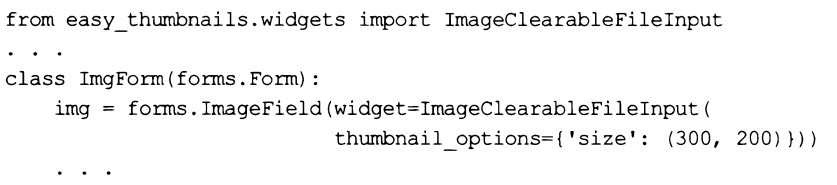 from easy_thumbnails.widgets import ImageClearableFileInput
. . .
class ImgForm(forms.Form):
    img = forms.ImageField(widget=ImageClearableFileInput(
                           thumbnail_options={'size': (300, 200)}))
    . . .